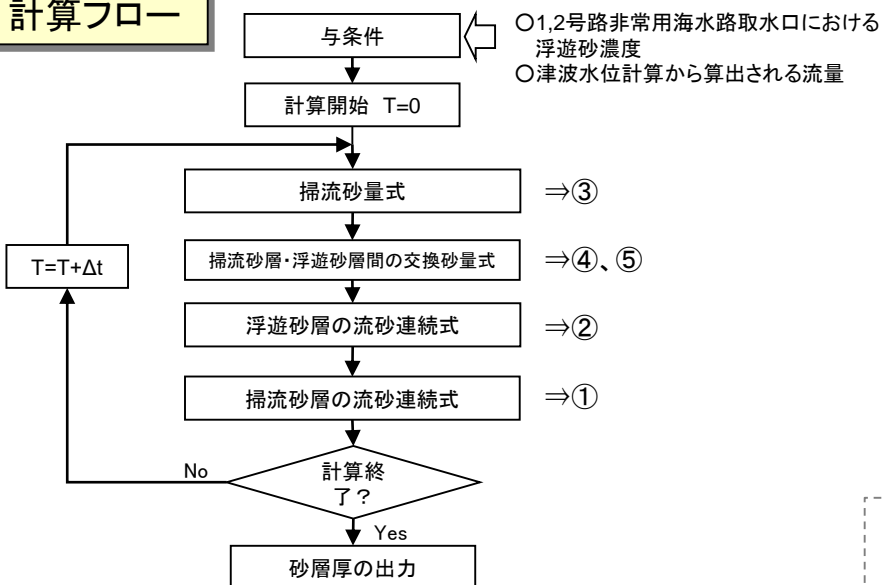 計算フロー
与条件
〇1,2号路非常用海水路取水口における
浮遊砂濃度
〇津波水位計算から算出される流量
計算開始 T=0
掃流砂量式
⇒③
T=T+Δt
掃流砂層・浮遊砂層間の交換砂量式
⇒④、⑤
浮遊砂層の流砂連続式
⇒②
掃流砂層の流砂連続式
⇒①
No
計算終
了?
Yes
砂層厚の出力